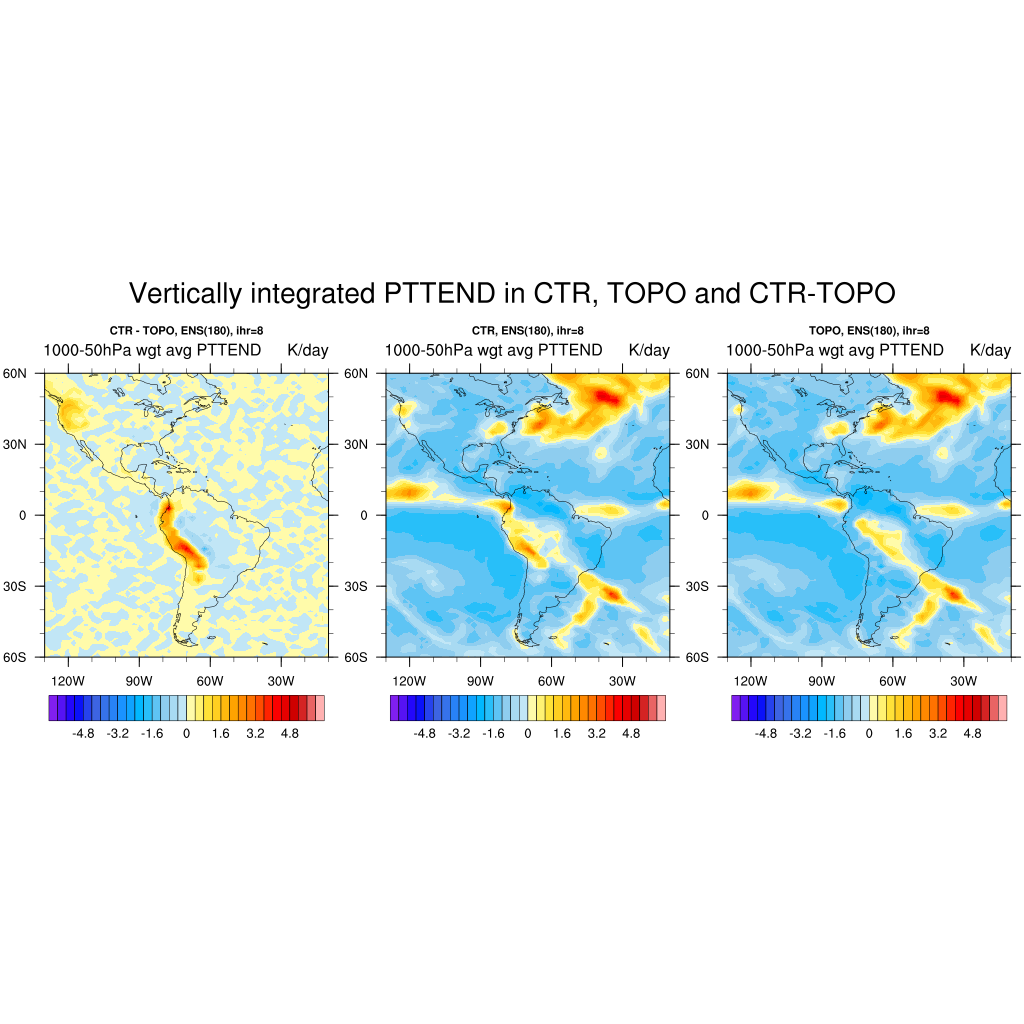 Vertically integrated PTTEND in CTR, TOPO and CTR-TOPO
CTR - TOPO, ENS(180), ihr=8
1000-50hPa wgt avg PTTEND K/day
60N
30N
0
30S
60S
120W 90W 60W 30W
-4.8 -3.2 -1.6 0 1.6 3.2 4.8
CTR, ENS(180), ihr=8
1000-50hPa wgt avg PTTEND K/day
60N
30N
0
30S
60S
120W 90W 60W 30W
-4.8 -3.2 -1.6 0 1.6 3.2 4.8
TOPO, ENS(180), ihr=8
1000-50hPa wgt avg PTTEND K/day
60N
30N
0
30S
60S
120W 90W 60W 30W
-4.8 -3.2 -1.6 0 1.6 3.2 4.8